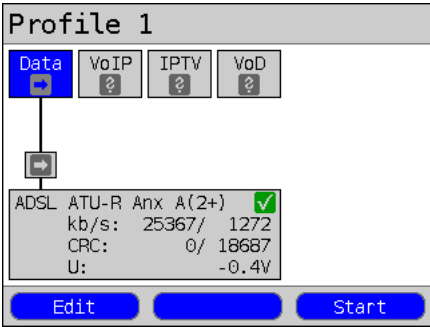 Profile 1
Data VoIP IPTV VoD
? ? ?
ADSL ATU-R Anx A(2+)
kb/s: 25367/ 1272
CRC: 0/ 18687
U: -0.4V
Edit Start